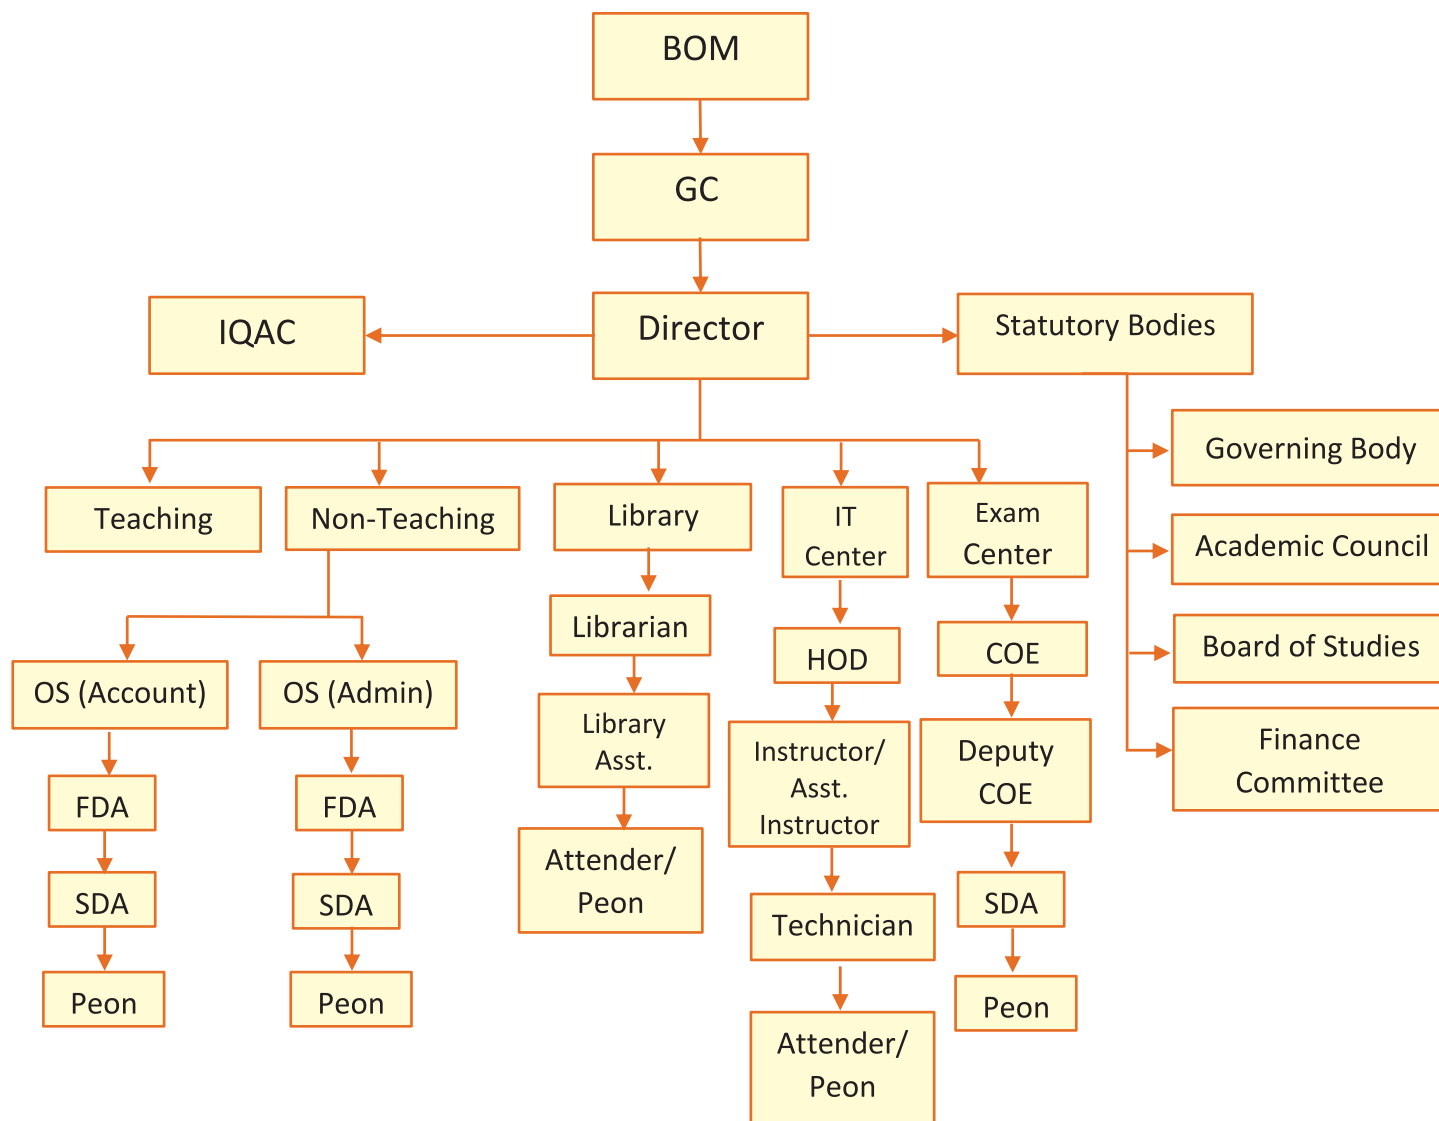 BOM
GC
IQAC
Director
Statutory Bodies
Governing Body
Academic Council
Board of Studies
Finance
Committee
Teaching
Non-Teaching
Library
IT
Center
Exam
Center
OS (Account)
OS (Admin)
FDA
FDA
SDA
SDA
Peon
Peon
Librarian
Library
Asst.
Attender/
Peon
HOD
Instructor/
Asst.
Instructor
Technician
Attender/
Peon
COE
Deputy
COE
SDA
Peon